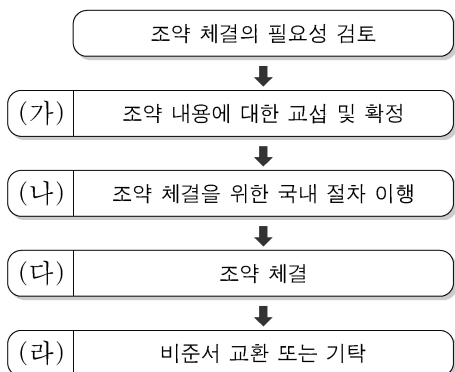 조약 체결의 필요성 검토
(가) 조약 내용에 대한 교섭 및 확정
(나) 조약 체결을 위한 국내 절차 이행
(다) 조약 체결
(라) 비준서 교환 또는 기탁